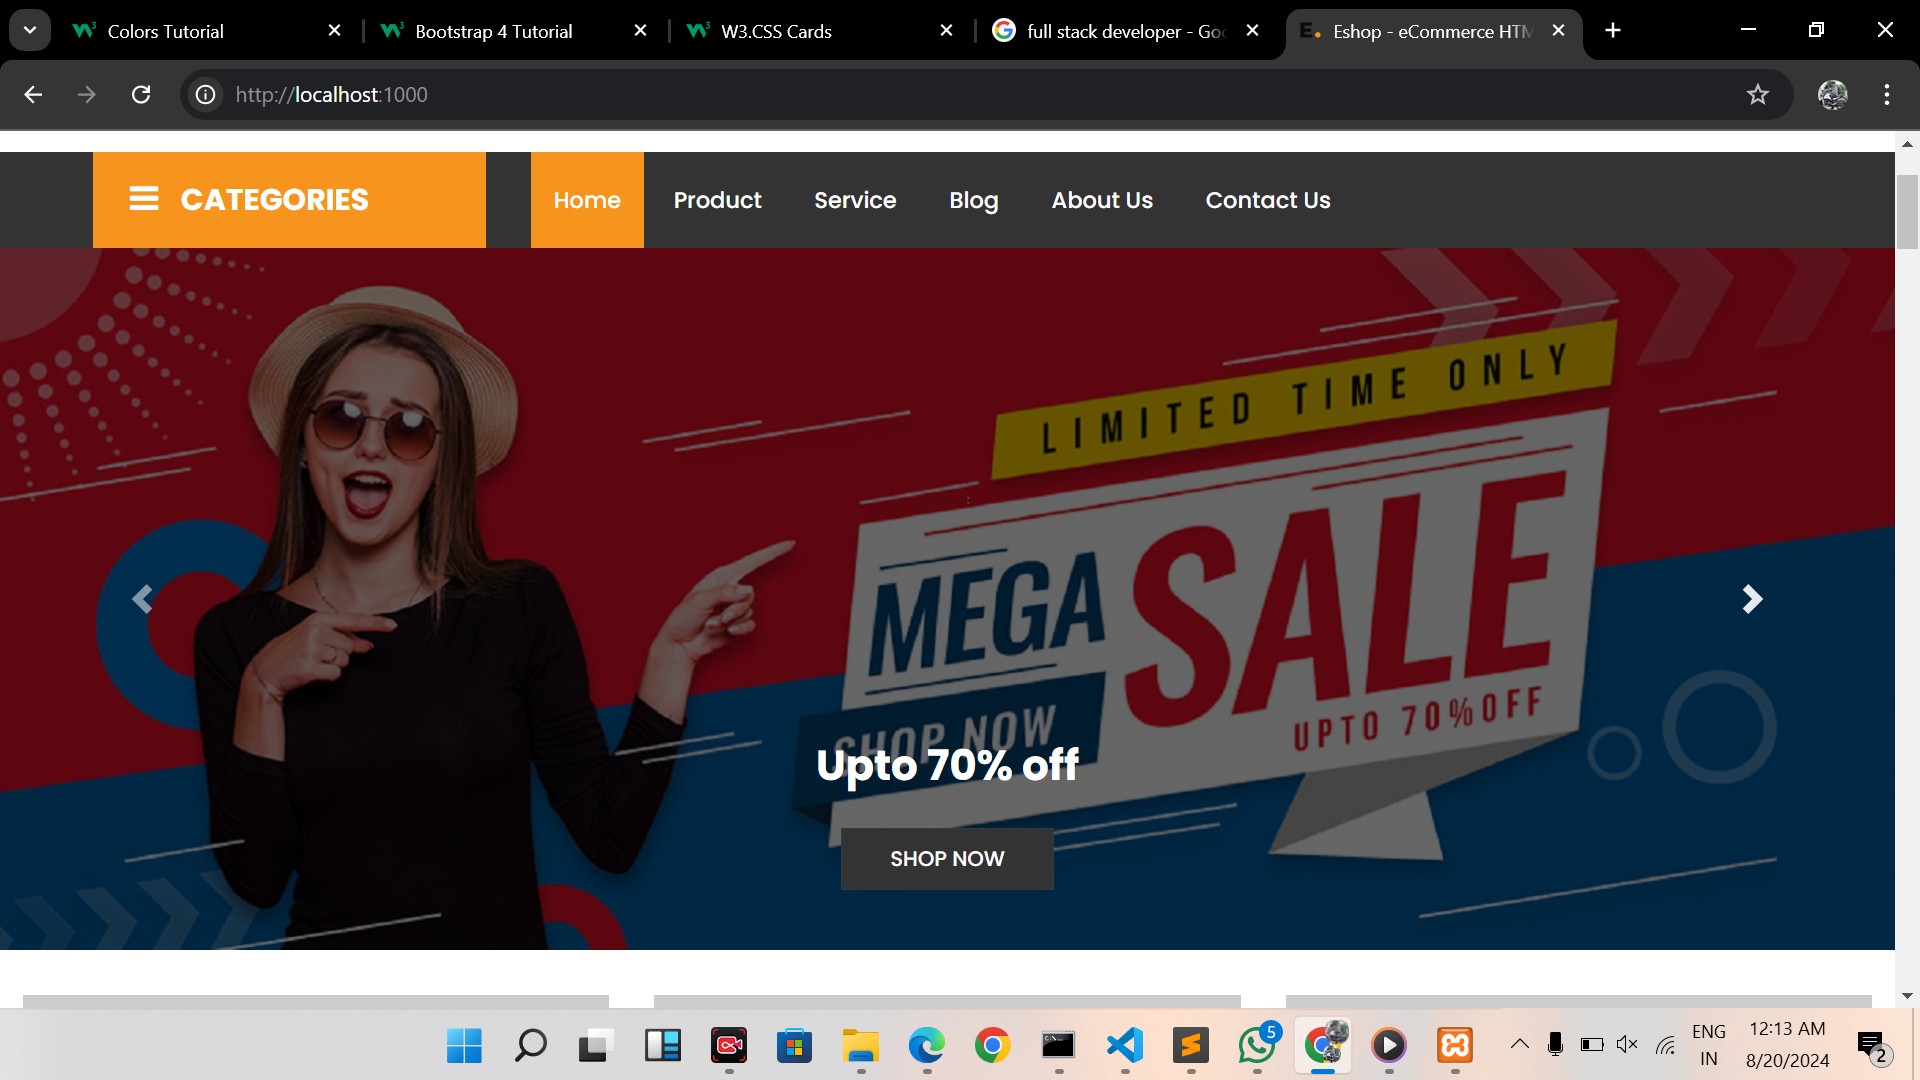 Colors Tutorial
Bootstrap 4 Tutorial
W3.CSS Cards
full stack developer - Goo
E. Eshop - eCommerce HTM
http://localhost:1000
CATEGORIES
Home
Product
Service
Blog
About Us
Contact Us
LIMITED TIME ONLY
MEGA
SALE
SHOP NOW
UPTO 70%OFF
Upto 70% off
SHOP NOW
5
ENG
IN
12:13 AM
8/20/2024
2